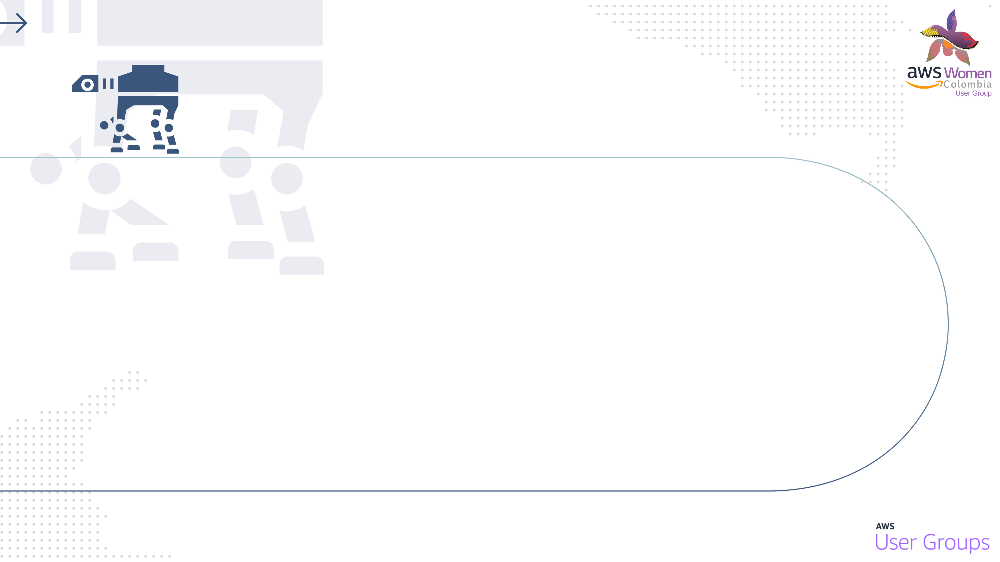 aws Women
Colombia
User Group
AWS
User Groups